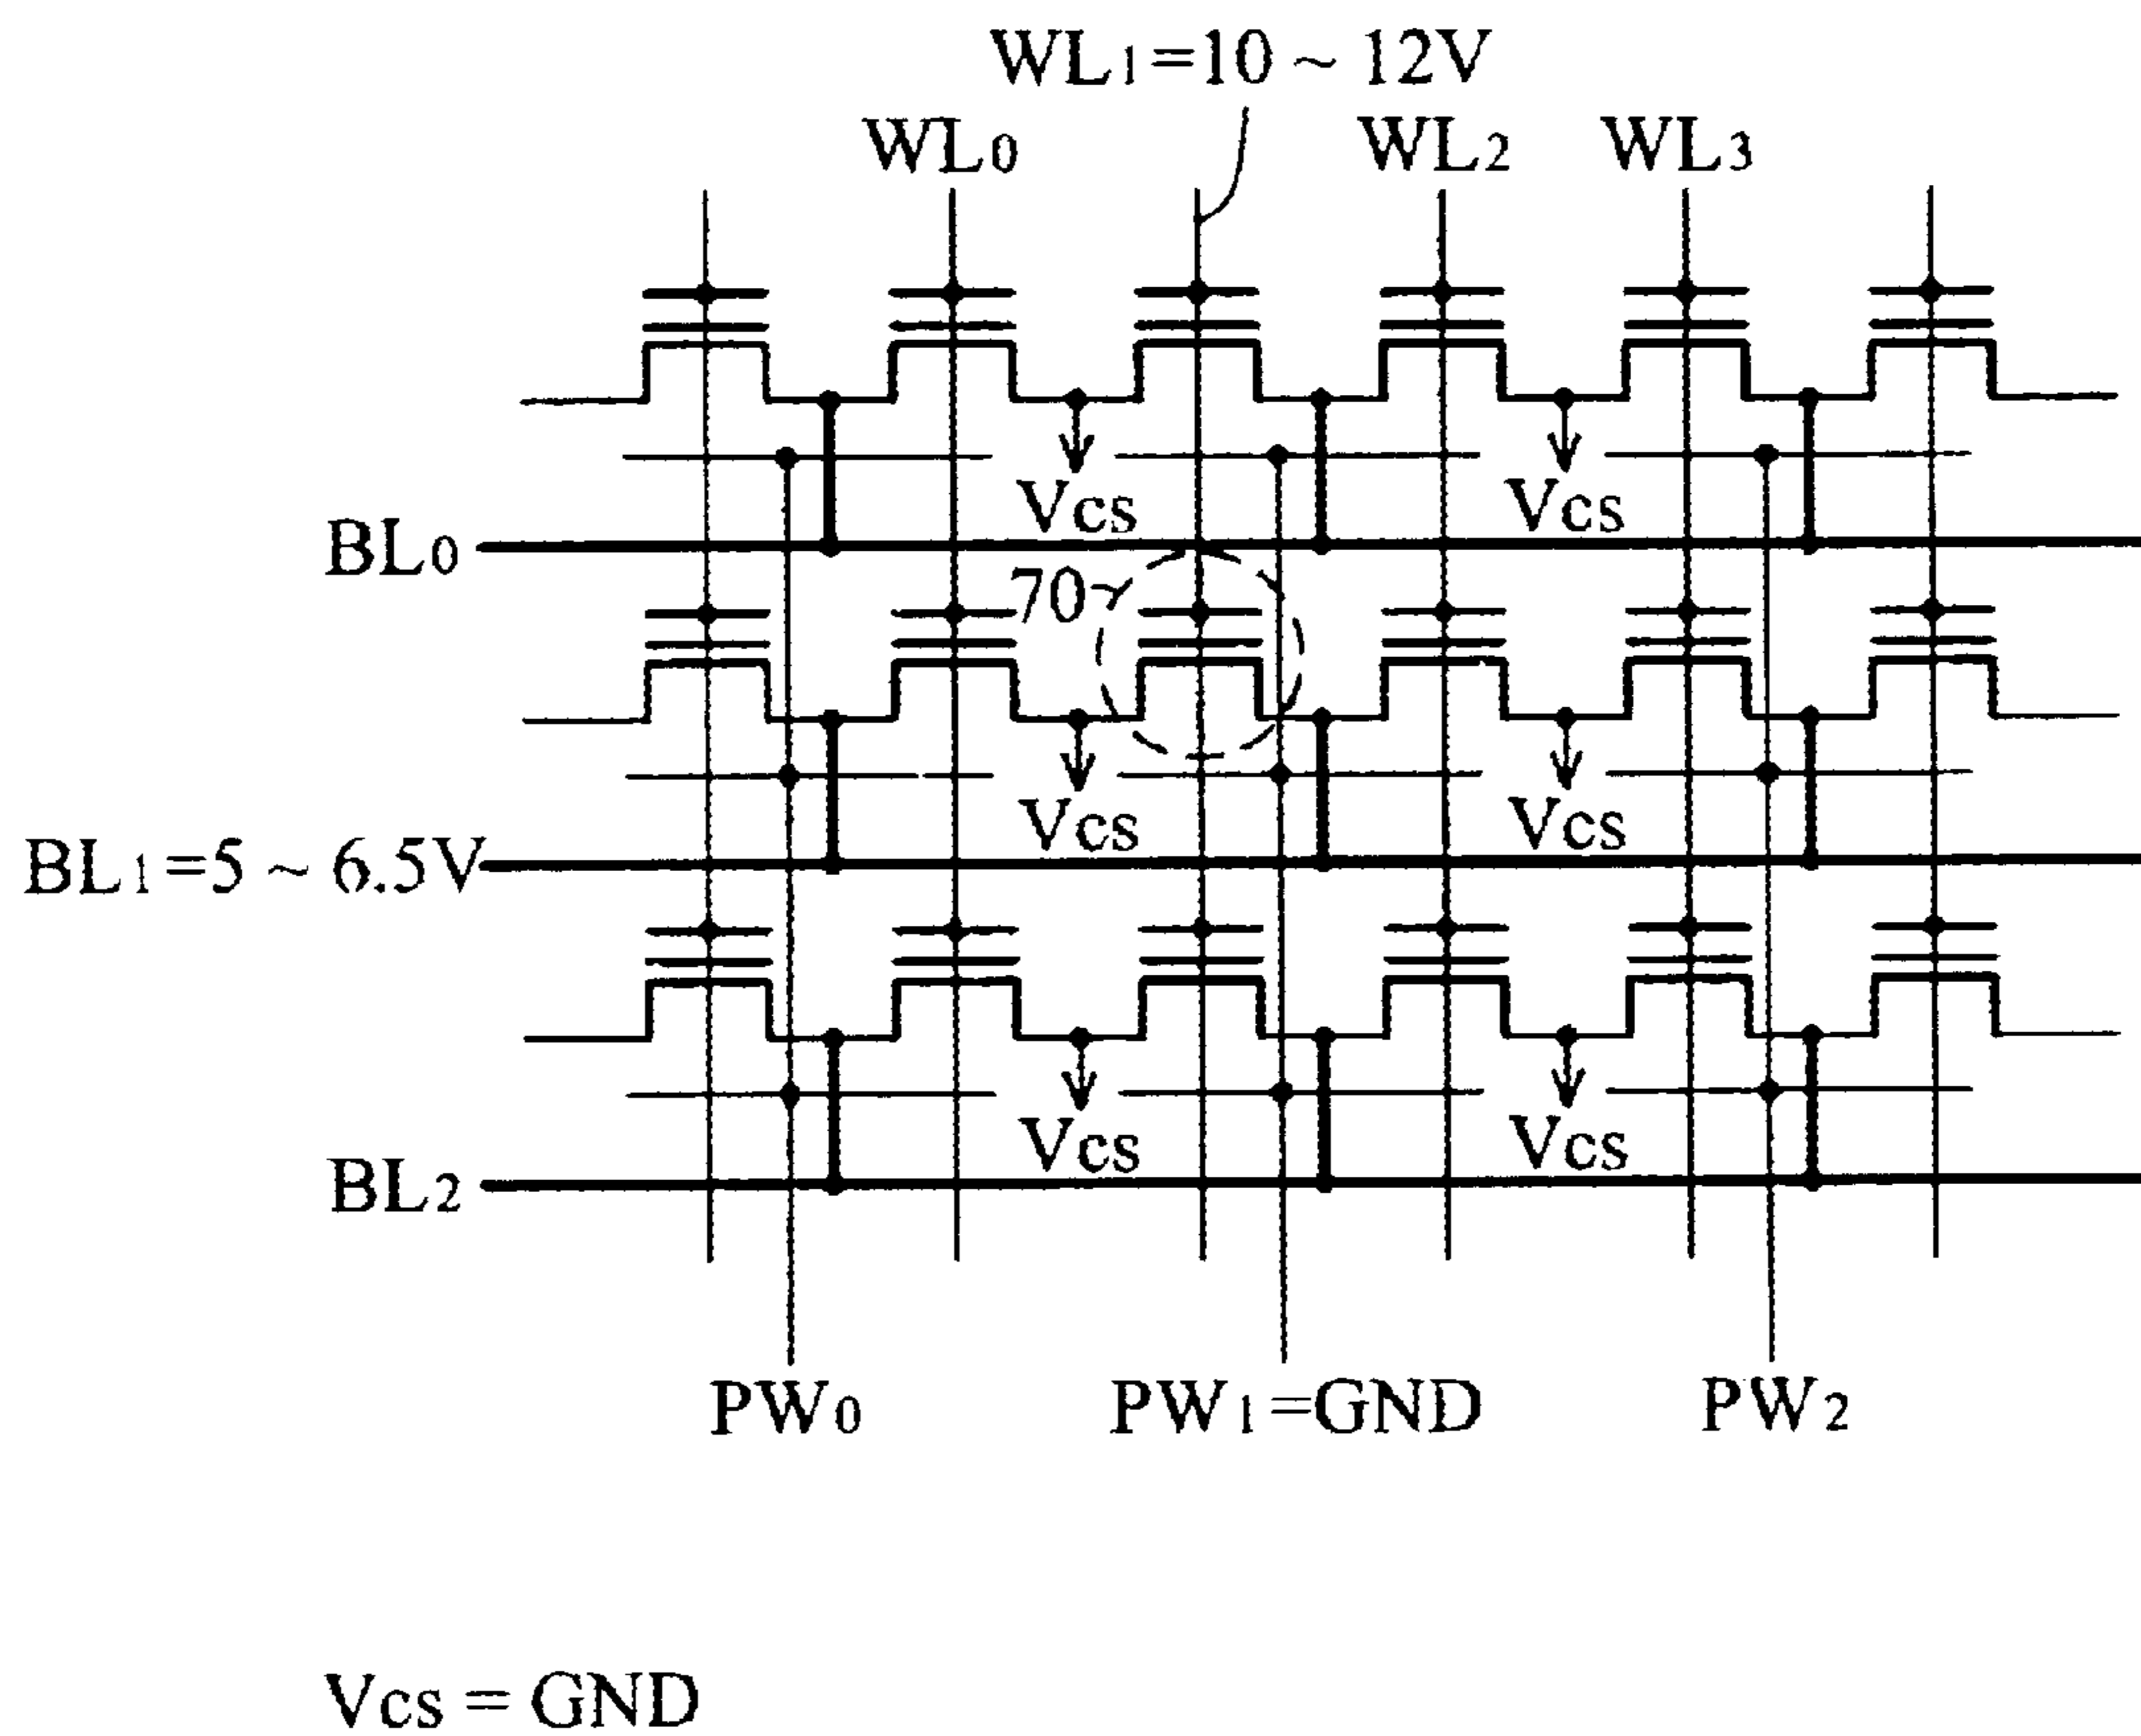 WL1=10 ~ 12V
WL0 WL2 WL3
Vcs Vcs
BL0
70
Vcs Vcs
BL1=5 ~ 6.5V
Vcs Vcs
BL2
PW0 PW1=GND PW2
Vcs = GND